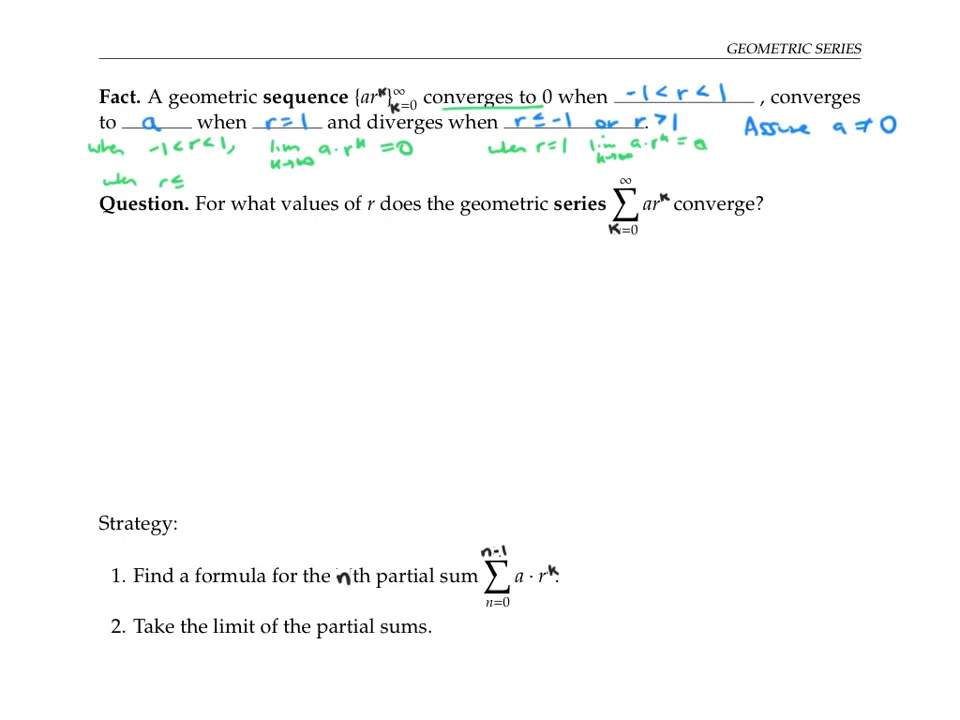 GEOMETRIC SERIES
Fact. A geometric sequence {ar^k}_{k=0}^∞ converges to 0 when -1 < r < 1 , converges
to a when r = 1 and diverges when r ≤ -1 or r > 1. Assume a ≠ 0
when -1 < r < 1, lim_{k→∞} a·r^k = 0 when r = 1 lim_{k→∞} a·r^k = a
when r ≤
Question. For what values of r does the geometric series ∑_{k=0}^{∞} ar^k converge?
Strategy:
1. Find a formula for the nth partial sum ∑_{n=0}^{n-1} a · r^k.
2. Take the limit of the partial sums.